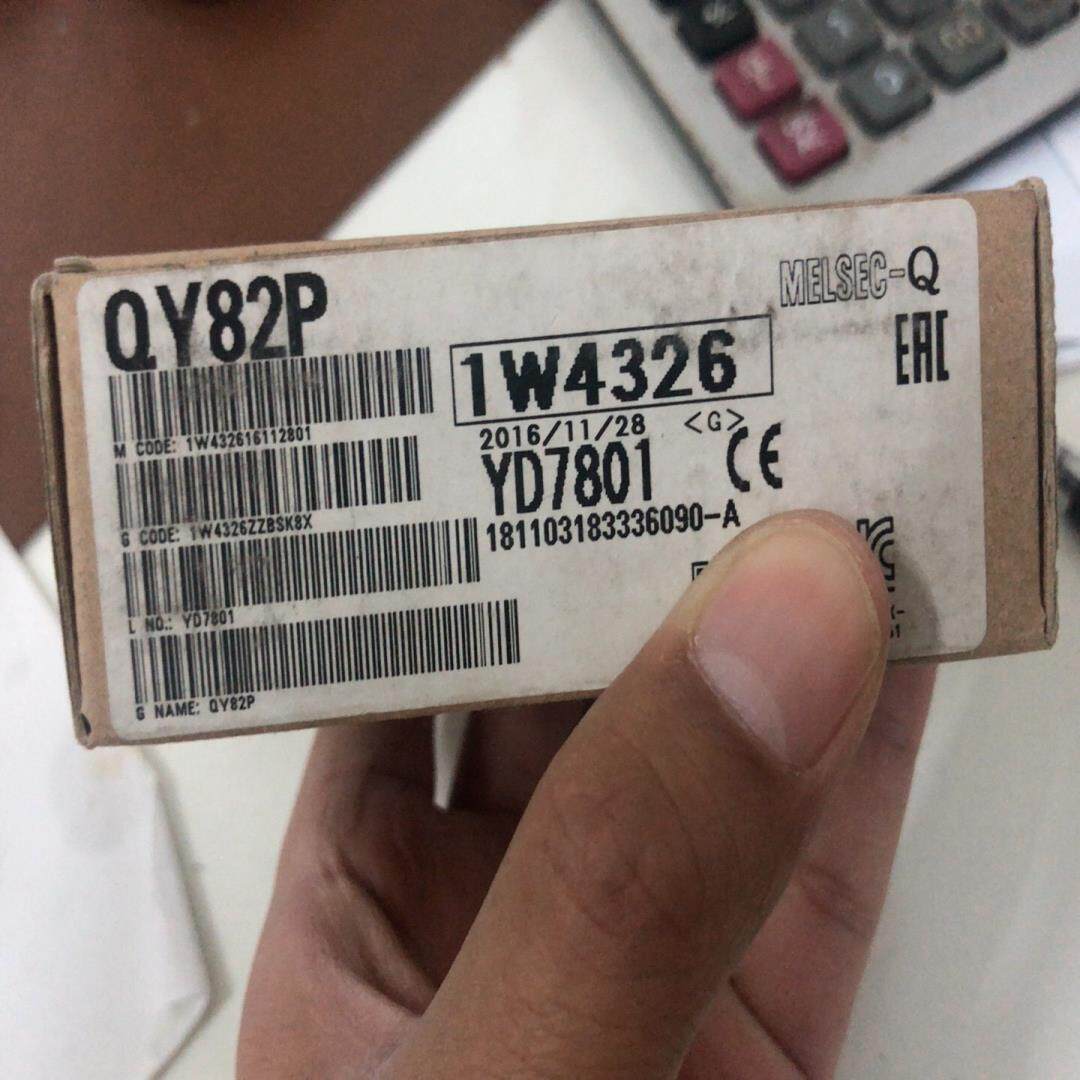 QY82P
MELSEC-Q
EAC
1W4326
M CODE: 1W432616112801
2016/11/28 <G>
YD7801 CE
G CODE: 1W4326ZZBSK8X
181103183336090-A
L NO.: YD7801
G NAME: QY82P